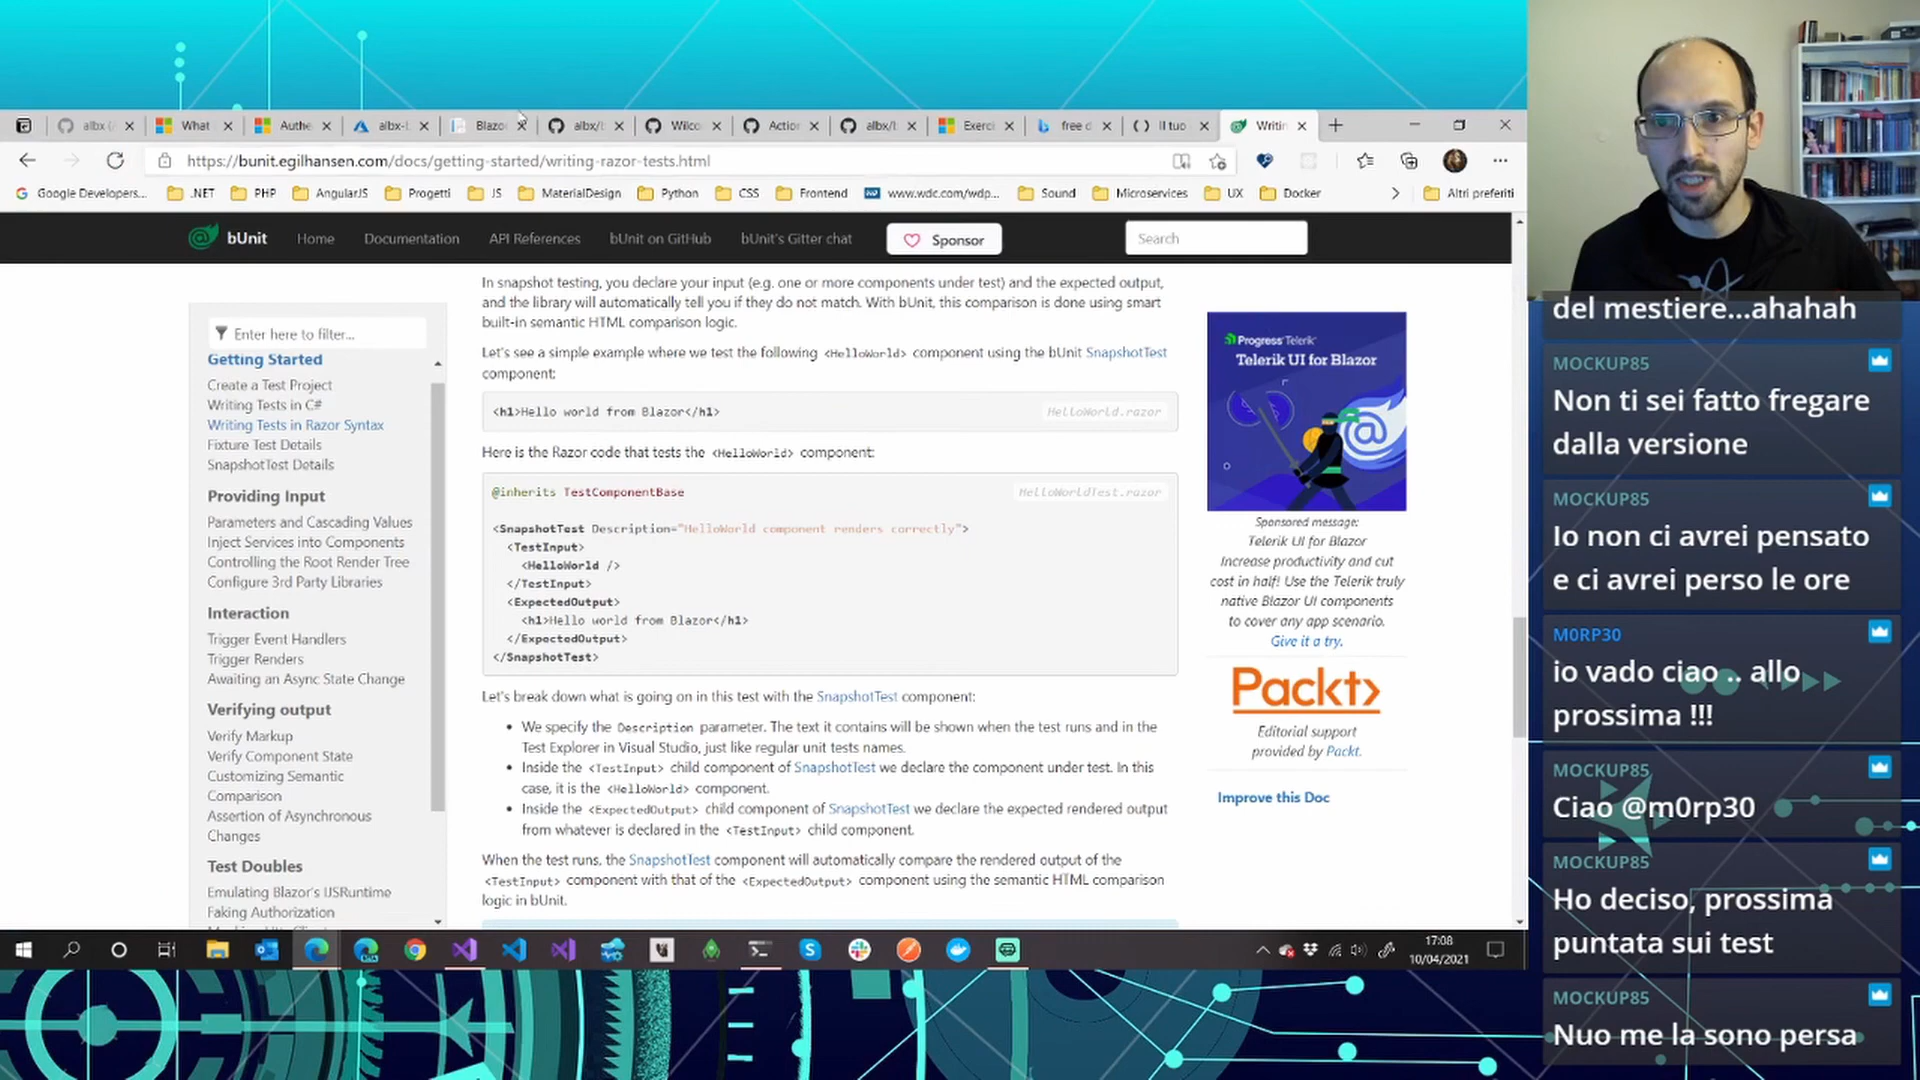 albx
What
Authe
albx-
Blazo
albx/
Wilco
Action
albx/
Exerci
free d
Il tuo
Writin
https://bunit.egilhansen.com/docs/getting-started/writing-razor-tests.html
Google Developers...
.NET
PHP
AngularJS
Progetti
JS
MaterialDesign
Python
CSS
Frontend
www.wdc.com/wdp...
Sound
Microservices
UX
Docker
Altri preferiti
bUnit
Home
Documentation
API References
bUnit on GitHub
bUnit's Gitter chat
Sponsor
Search
Enter here to filter...
Getting Started
Create a Test Project
Writing Tests in C#
Writing Tests in Razor Syntax
Fixture Test Details
SnapshotTest Details
Providing Input
Parameters and Cascading Values
Inject Services into Components
Controlling the Root Render Tree
Configure 3rd Party Libraries
Interaction
Trigger Event Handlers
Trigger Renders
Awaiting an Async State Change
Verifying output
Verify Markup
Verify Component State
Customizing Semantic
Comparison
Assertion of Asynchronous
Changes
Test Doubles
Emulating Blazor's IJSRuntime
Faking Authorization
In snapshot testing, you declare your input (e.g. one or more components under test) and the expected output,
and the library will automatically tell you if they do not match. With bUnit, this comparison is done using smart
built-in semantic HTML comparison logic.
Let's see a simple example where we test the following <HelloWorld> component using the bUnit SnapshotTest
component:
<h1>Hello world from Blazor</h1>
HelloWorld.razor
Here is the Razor code that tests the <HelloWorld> component:
@inherits TestComponentBase
HelloWorldTest.razor
<SnapshotTest Description="HelloWorld component renders correctly">
<TestInput>
<HelloWorld />
</TestInput>
<ExpectedOutput>
<h1>Hello world from Blazor</h1>
</ExpectedOutput>
</SnapshotTest>
Let's break down what is going on in this test with the SnapshotTest component:
• We specify the Description parameter. The text it contains will be shown when the test runs and in the
Test Explorer in Visual Studio, just like regular unit tests names.
• Inside the <TestInput> child component of SnapshotTest we declare the component under test. In this
case, it is the <HelloWorld> component.
• Inside the <ExpectedOutput> child component of SnapshotTest we declare the expected rendered output
from whatever is declared in the <TestInput> child component.
When the test runs, the SnapshotTest component will automatically compare the rendered output of the
<TestInput> component with that of the <ExpectedOutput> component using the semantic HTML comparison
logic in bUnit.
Progress Telerik
Telerik UI for Blazor
Sponsored message:
Telerik UI for Blazor
Increase productivity and cut
cost in half! Use the Telerik truly
native Blazor UI components
to cover any app scenario.
Give it a try.
Packt>
Editorial support
provided by Packt.
Improve this Doc
17:08
10/04/2021
del mestiere...ahahah
MOCKUP85
Non ti sei fatto fregare
dalla versione
MOCKUP85
Io non ci avrei pensato
e ci avrei perso le ore
M0RP30
io vado ciao .. allo
prossima !!!
MOCKUP85
Ciao @m0rp30
MOCKUP85
Ho deciso, prossima
puntata sui test
MOCKUP85
Nuo me la sono persa